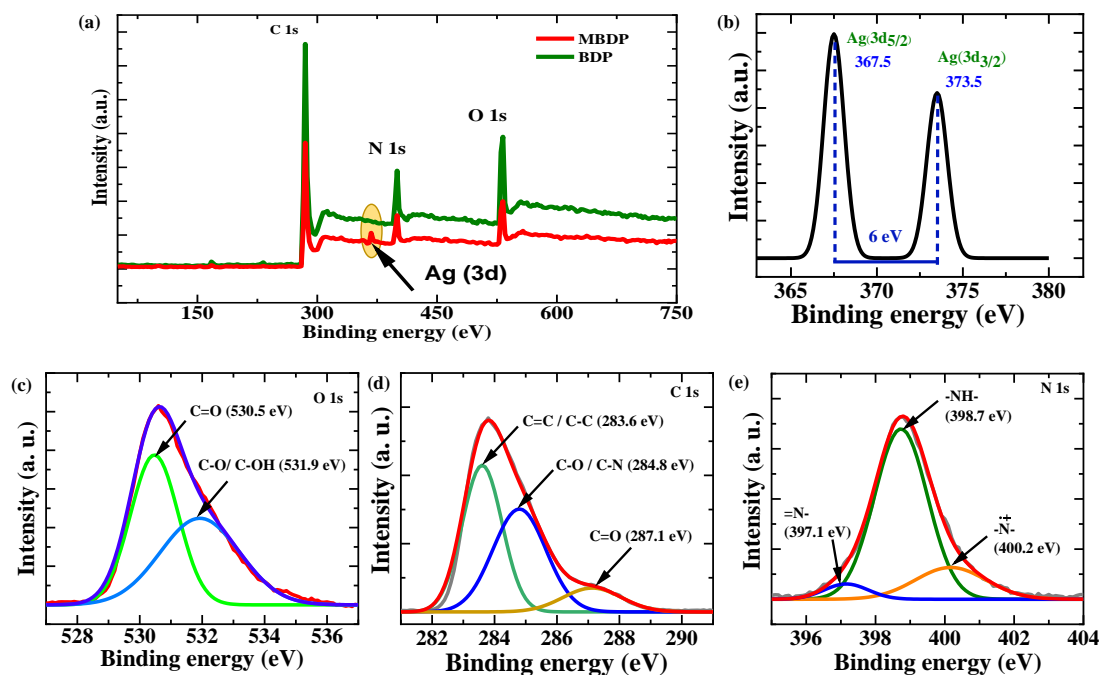 (a)
C 1s
MBDP
BDP
N 1s
O 1s
Ag (3d)
Intensity (a.u.)
150
300
450
600
750
Binding energy (eV)
(b)
Ag(3d5/2)
367.5
Ag(3d3/2)
373.5
6 eV
Intensity (a.u.)
365
370
375
380
Binding energy (eV)
(c)
O 1s
C=O (530.5 eV)
C-O/ C-OH (531.9 eV)
Intensity (a. u.)
528
530
532
534
536
Binding energy (eV)
(d)
C 1s
C=C / C-C (283.6 eV)
C-O / C-N (284.8 eV)
C=O (287.1 eV)
Intensity (a. u.)
282
284
286
288
290
Binding energy (eV)
(e)
N 1s
-NH-
(398.7 eV)
=N-
(397.1 eV)
-N̈⁺-
(400.2 eV)
Intensity (a. u.)
396
398
400
402
404
Binding energy (eV)